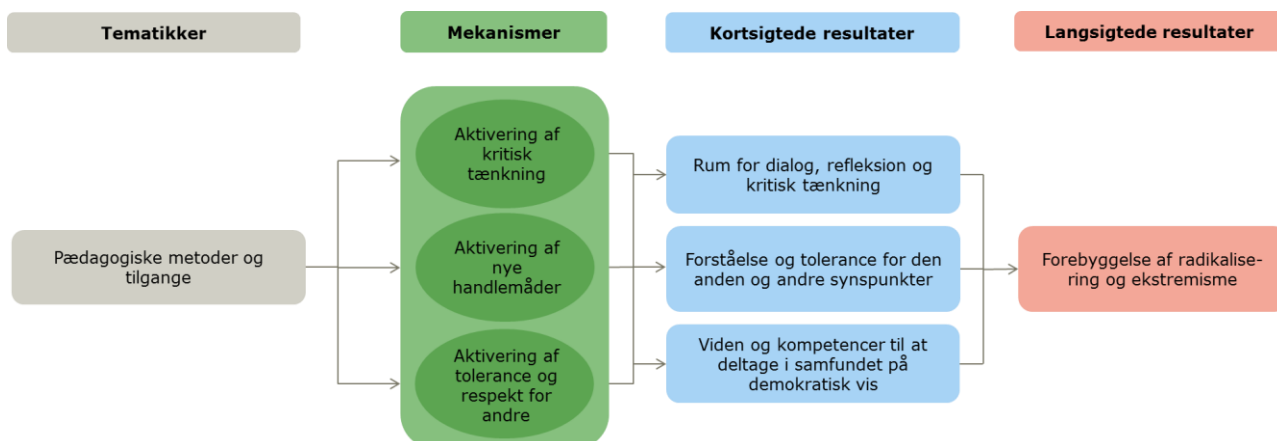 Tematikker
Mekanismer
Kortsigtede resultater
Langsigtede resultater
Pædagogiske metoder og
tilgange
Aktivering af
kritisk
tænkning
Aktivering af
nye
handlemåder
Aktivering af
tolerance og
respekt for
andre
Rum for dialog, refleksion og
kritisk tænkning
Forståelse og tolerance for den
anden og andre synspunkter
Viden og kompetencer til at
deltage i samfundet på
demokratisk vis
Forebyggelse af radikalise-
ring og ekstremisme